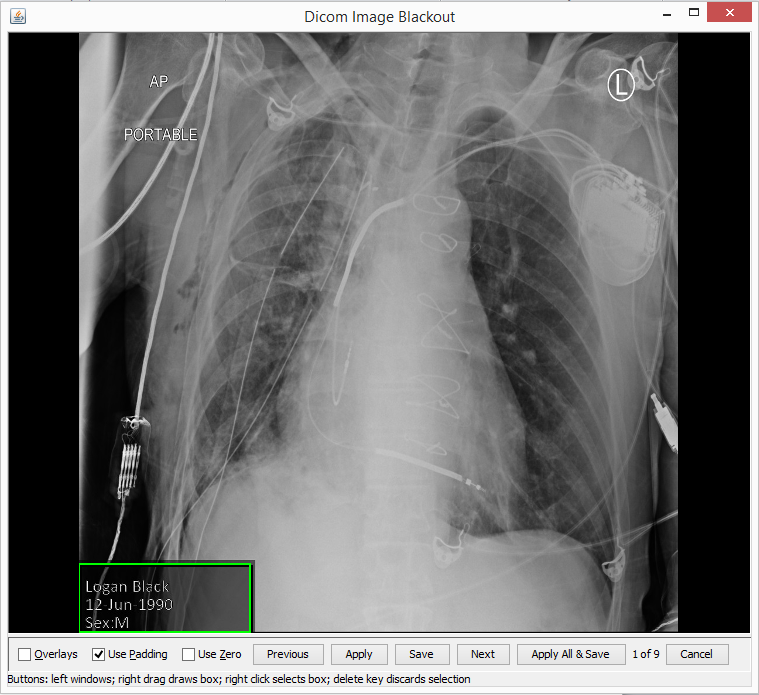 Dicom Image Blackout
AP
L
PORTABLE
Logan Black
12-Jun-1990
Sex:M
Overlays Use Padding Use Zero Previous Apply Save Next Apply All & Save 1 of 9 Cancel
Buttons: left windows; right drag draws box; right click selects box; delete key discards selection